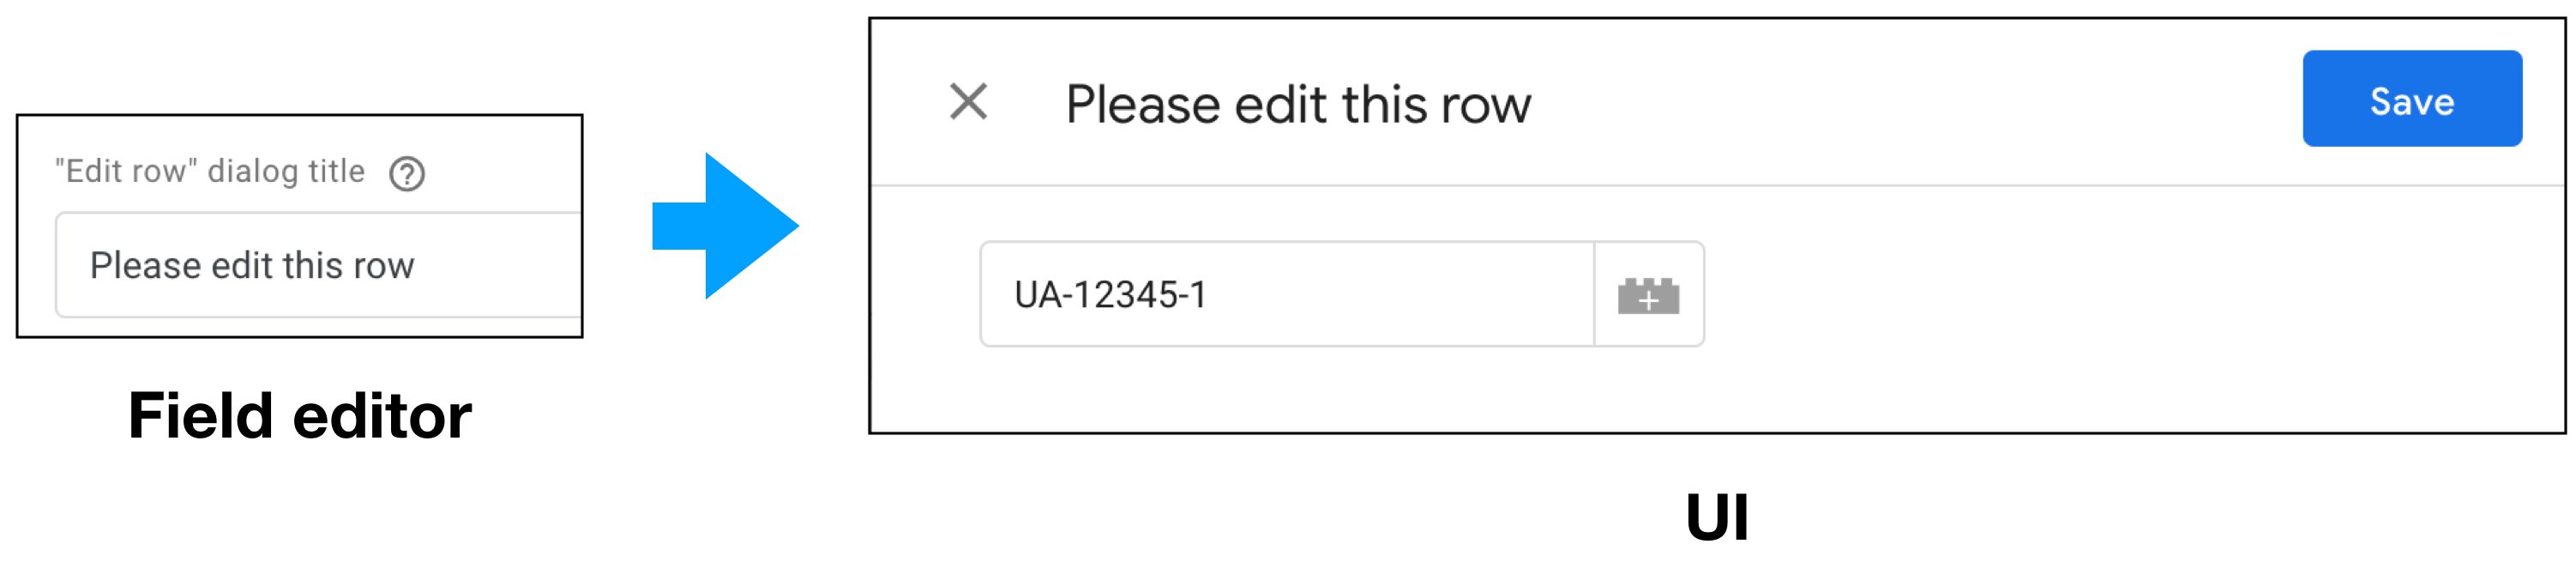 "Edit row" dialog title
Please edit this row
Field editor
Please edit this row
Save
UA-12345-1
UI